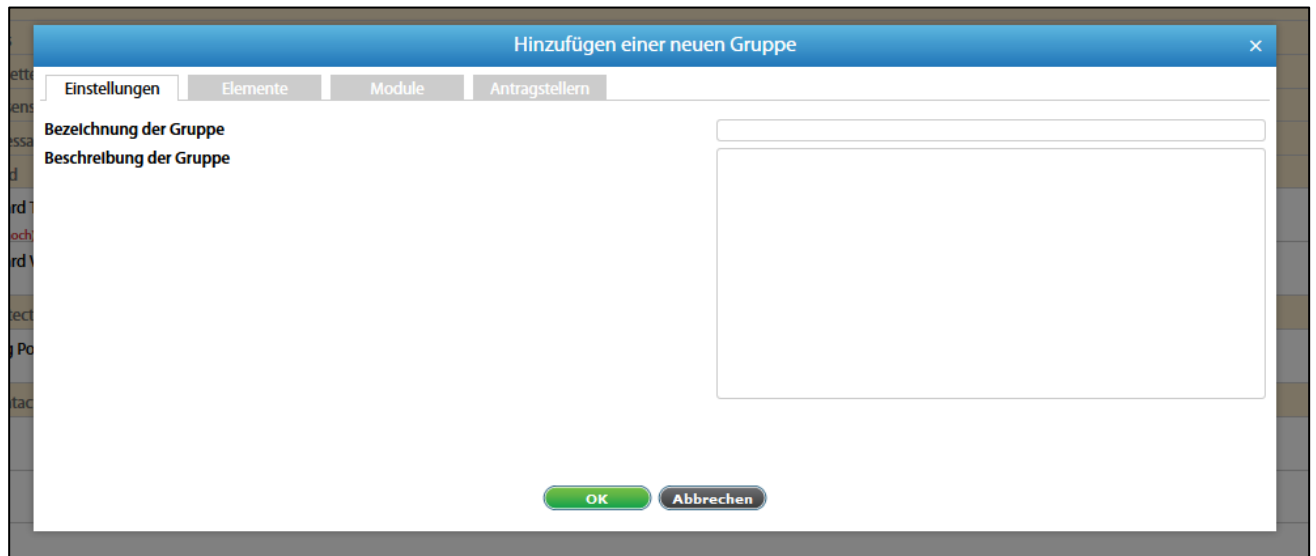 Hinzufügen einer neuen Gruppe ×
Einstellungen Elemente Module Antragstellern
Bezeichnung der Gruppe
Beschreibung der Gruppe
OK Abbrechen